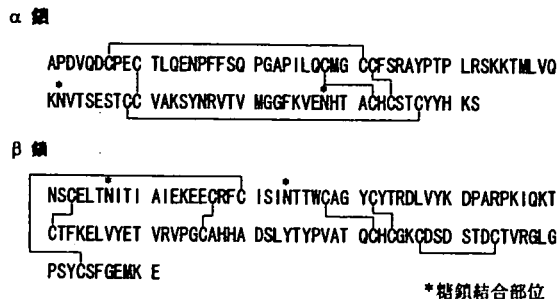 α 鎖
APDVQDCPEC TLQENPFFSQ PGAPILQCMG CCFSRAYPTP LRSKKTMLVQ
* *
KNVTSESTCC VAKSYNRVTV MGGFKVENHT ACHCSTCYYH KS
β 鎖
* *
NSCELTNITI AIEKEECRFC ISINTTWCAG YCYTRDLVYK DPARPKIQKT
CTFKELVYET VRVPGCAHHA DSLYTYPVAT QCHCGKCDSD STDCTVRGLG
PSYCSFGEMK E
*糖鎖結合部位